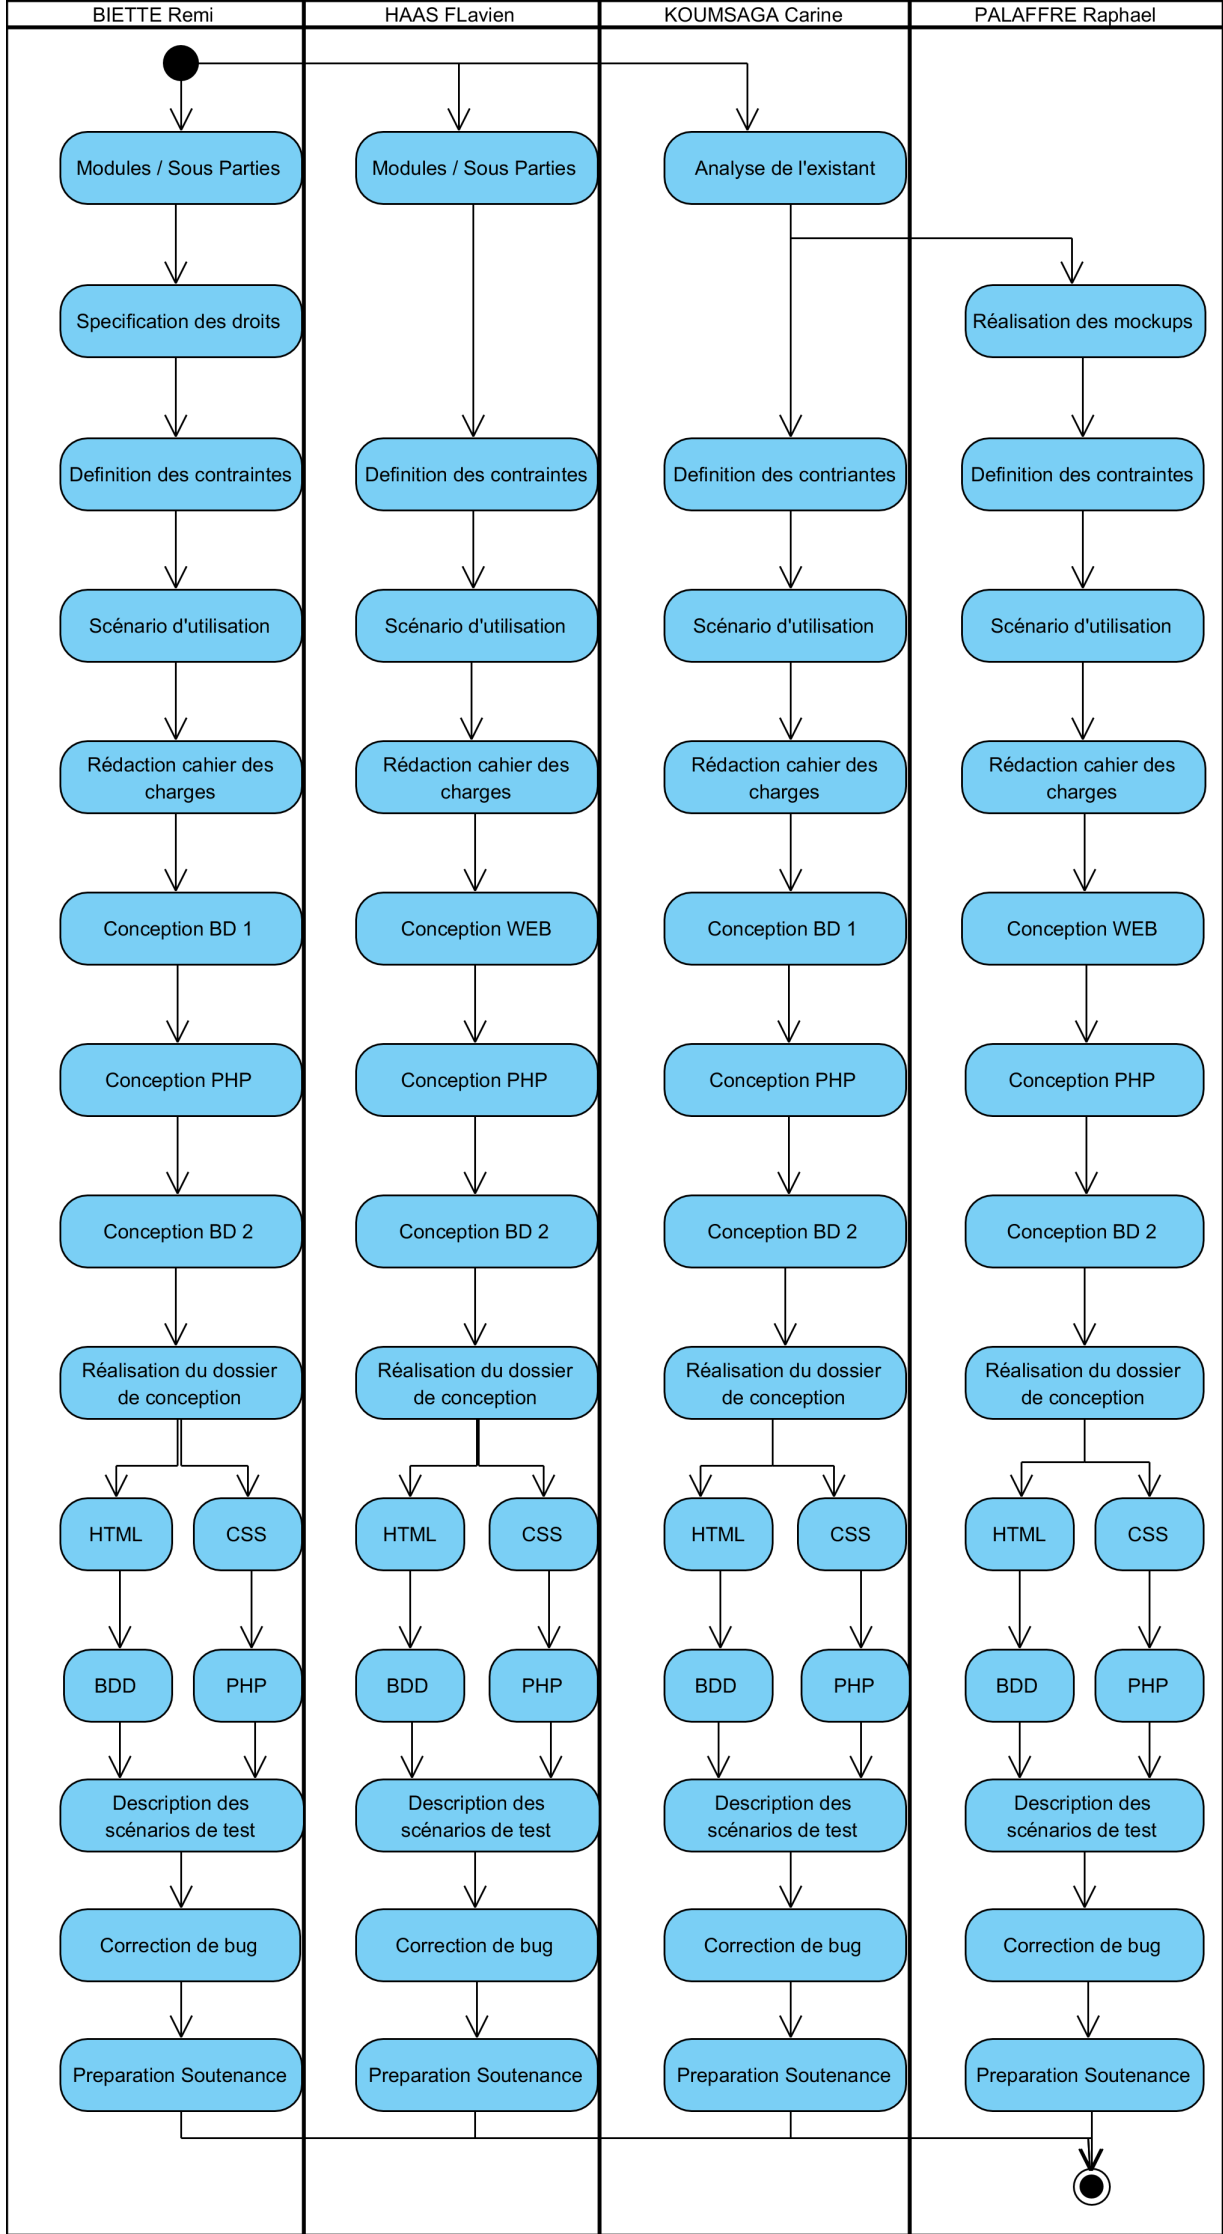 BIETTE Remi
HAAS FLavien
KOUMSAGA Carine
PALAFFRE Raphael
Modules / Sous Parties
Modules / Sous Parties
Analyse de l'existant
Specification des droits
Réalisation des mockups
Definition des contraintes
Definition des contraintes
Definition des contriantes
Definition des contraintes
Scénario d'utilisation
Scénario d'utilisation
Scénario d'utilisation
Scénario d'utilisation
Rédaction cahier des
charges
Rédaction cahier des
charges
Rédaction cahier des
charges
Rédaction cahier des
charges
Conception BD 1
Conception WEB
Conception BD 1
Conception WEB
Conception PHP
Conception PHP
Conception PHP
Conception PHP
Conception BD 2
Conception BD 2
Conception BD 2
Conception BD 2
Réalisation du dossier
de conception
Réalisation du dossier
de conception
Réalisation du dossier
de conception
Réalisation du dossier
de conception
HTML
CSS
HTML
CSS
HTML
CSS
HTML
CSS
BDD
PHP
BDD
PHP
BDD
PHP
BDD
PHP
Description des
scénarios de test
Description des
scénarios de test
Description des
scénarios de test
Description des
scénarios de test
Correction de bug
Correction de bug
Correction de bug
Correction de bug
Preparation Soutenance
Preparation Soutenance
Preparation Soutenance
Preparation Soutenance